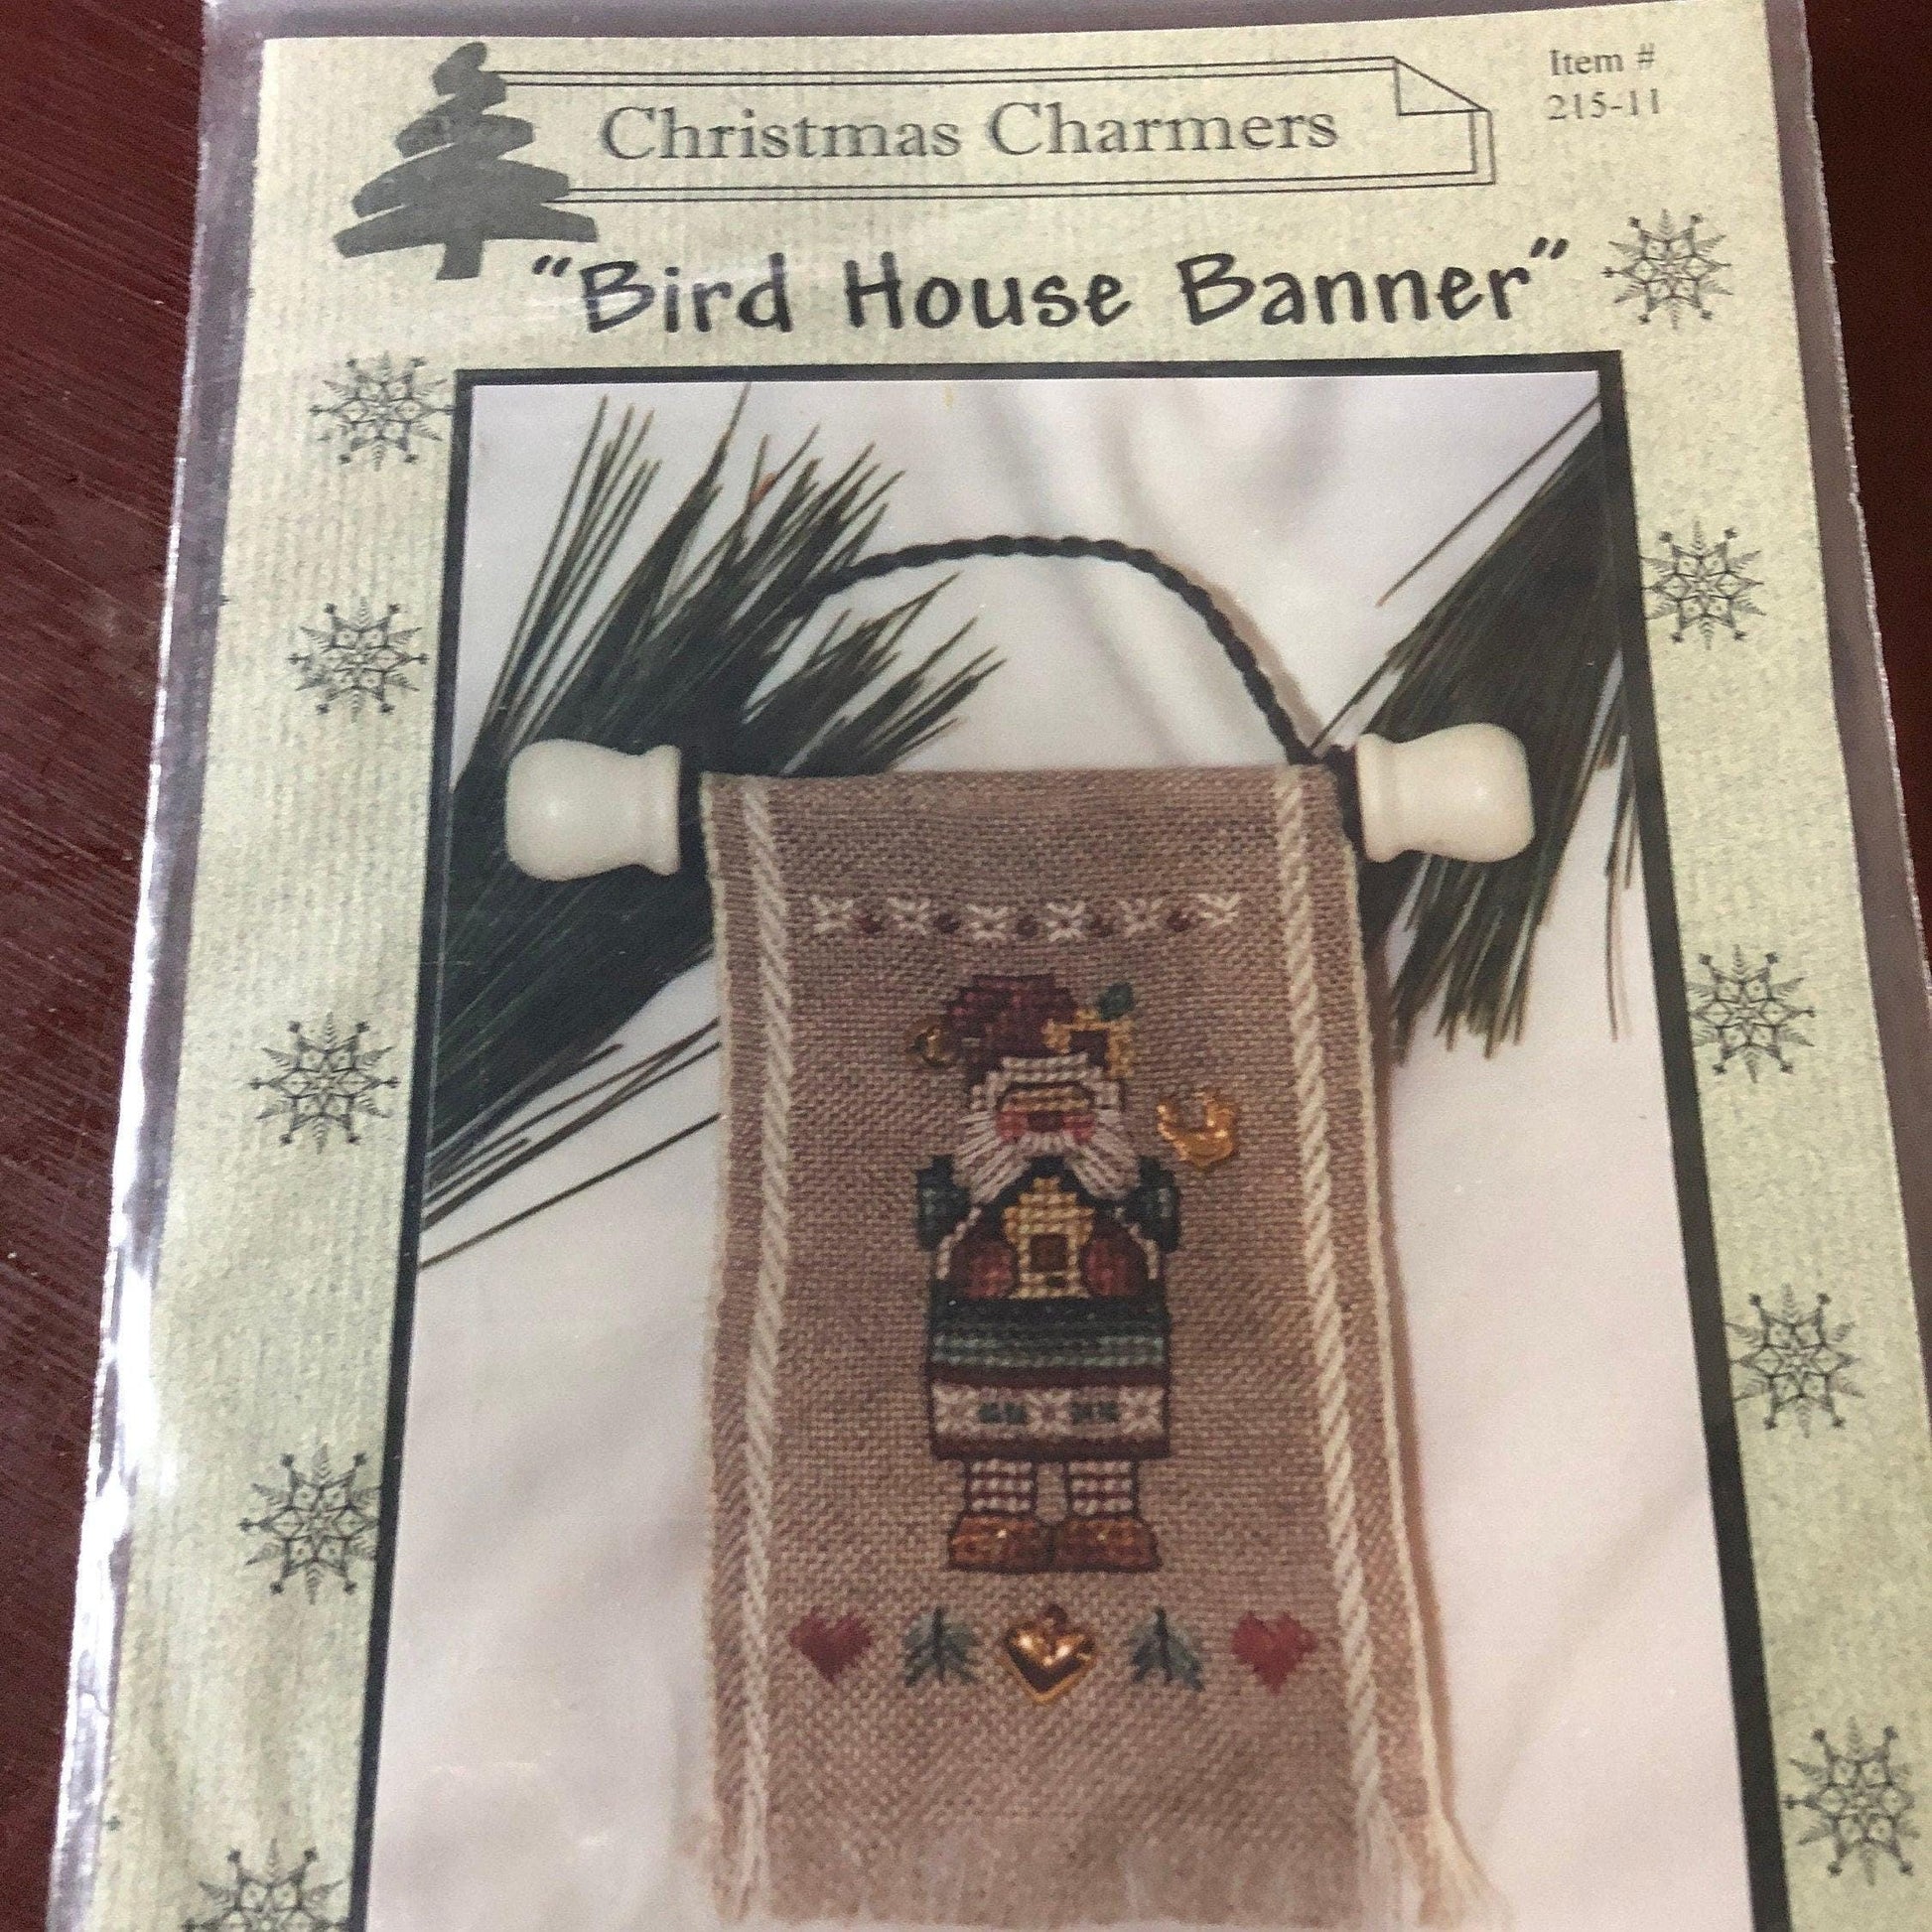 Christmas Charmers
Item #
215-11
"Bird House Banner"